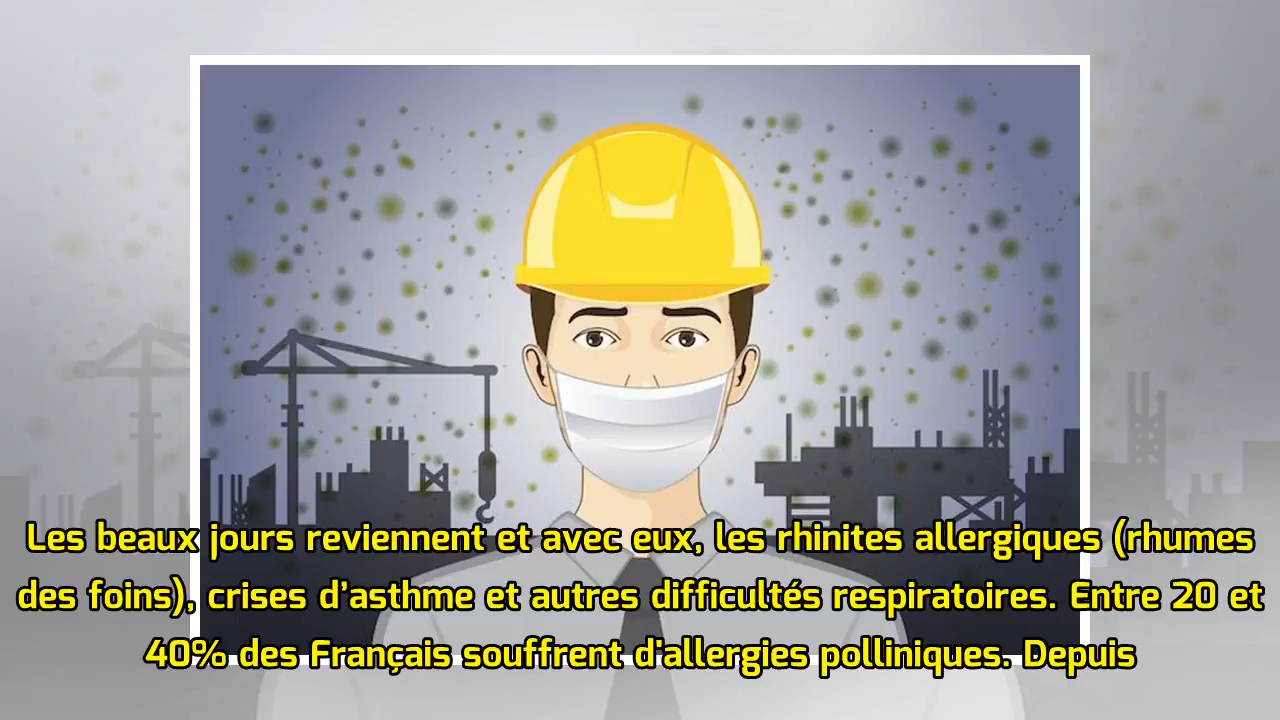 Les beaux jours reviennent et avec eux, les rhinites allergiques (rhumes
des foins), crises d’asthme et autres difficultés respiratoires. Entre 20 et
40% des Français souffrent d'allergies polliniques. Depuis